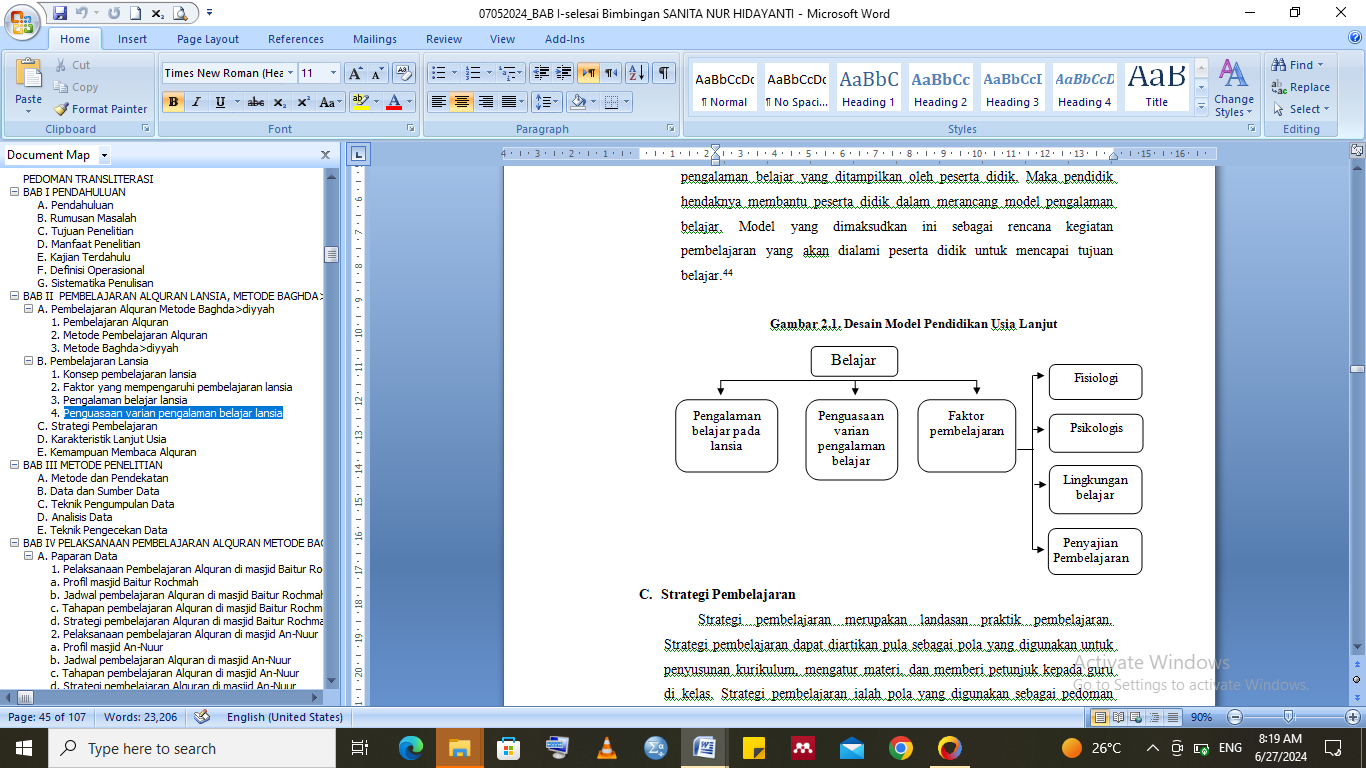 07052024_BAB I-selesai Bimbingan SANITA NUR HIDAYANTI - Microsoft Word
Home Insert Page Layout References Mailings Review View Add-Ins
Paste
Cut
Copy
Format Painter
Clipboard
Times New Roman (Hea 11
Font
Paragraph
AaBbCcDc AaBbCcDc AaBbC AaBbCc AaBbCcI AaBbCcD AaB
¶ Normal ¶ No Spaci... Heading 1 Heading 2 Heading 3 Heading 4 Title
Change Styles
Styles
Find
Replace
Select
Editing
Document Map
PEDOMAN TRANSLITERASI
BAB I PENDAHULUAN
A. Pendahuluan
B. Rumusan Masalah
C. Tujuan Penelitian
D. Manfaat Penelitian
E. Kajian Terdahulu
F. Definisi Operasional
G. Sistematika Penulisan
BAB II PEMBELAJARAN ALQURAN LANSIA, METODE BAGHDA>
A. Pembelajaran Alquran Metode Baghda>diyyah
1. Pembelajaran Alquran
2. Metode Pembelajaran Alquran
3. Metode Baghda>diyyah
B. Pembelajaran Lansia
1. Konsep pembelajaran lansia
2. Faktor yang mempengaruhi pembelajaran lansia
3. Pengalaman belajar lansia
4. Penguasaan varian pengalaman belajar lansia
C. Strategi Pembelajaran
D. Karakteristik Lanjut Usia
E. Kemampuan Membaca Alquran
BAB III METODE PENELITIAN
A. Metode dan Pendekatan
B. Data dan Sumber Data
C. Teknik Pengumpulan Data
D. Analisis Data
E. Teknik Pengecekan Data
BAB IV PELAKSANAAN PEMBELAJARAN ALQURAN METODE BAG
A. Paparan Data
1. Pelaksanaan Pembelajaran Alquran di masjid Baitur Ro
a. Profil masjid Baitur Rochmah
b. Jadwal pembelajaran Alquran di masjid Baitur Rochmah
c. Tahapan pembelajaran Alquran di masjid Baitur Rochm
d. Strategi pembelajaran Alquran di masjid Baitur Rochma
2. Pelaksanaan pembelajaran Alquran di masjid An-Nuur
a. Profil masjid An-Nuur
b. Jadwal pembelajaran Alquran di masjid An-Nuur
c. Tahapan pembelajaran Alquran di masjid An-Nuur
d. Strategi pembelajaran Alquran di masjid An-Nuur
pengalaman belajar yang ditampilkan oleh peserta didik. Maka pendidik
hendaknya membantu peserta didik dalam merancang model pengalaman
belajar. Model yang dimaksudkan ini sebagai rencana kegiatan
pembelajaran yang akan dialami peserta didik untuk mencapai tujuan
belajar.44
Gambar 2.1. Desain Model Pendidikan Usia Lanjut
Belajar
Pengalaman
belajar pada
lansia
Penguasaan
varian
pengalaman
belajar
Faktor
pembelajaran
Fisiologi
Psikologis
Lingkungan
belajar
Penyajian
Pembelajaran
C. Strategi Pembelajaran
Strategi pembelajaran merupakan landasan praktik pembelajaran.
Strategi pembelajaran dapat diartikan pula sebagai pola yang digunakan untuk
penyusunan kurikulum, mengatur materi, dan memberi petunjuk kepada guru
di kelas. Strategi pembelajaran ialah pola yang digunakan sebagai pedoman
Activate Windows
Go to Settings to activate Windows.
Page: 45 of 107 Words: 23,206 English (United States) 90%
Type here to search
26°C ENG
8:19 AM
6/27/2024